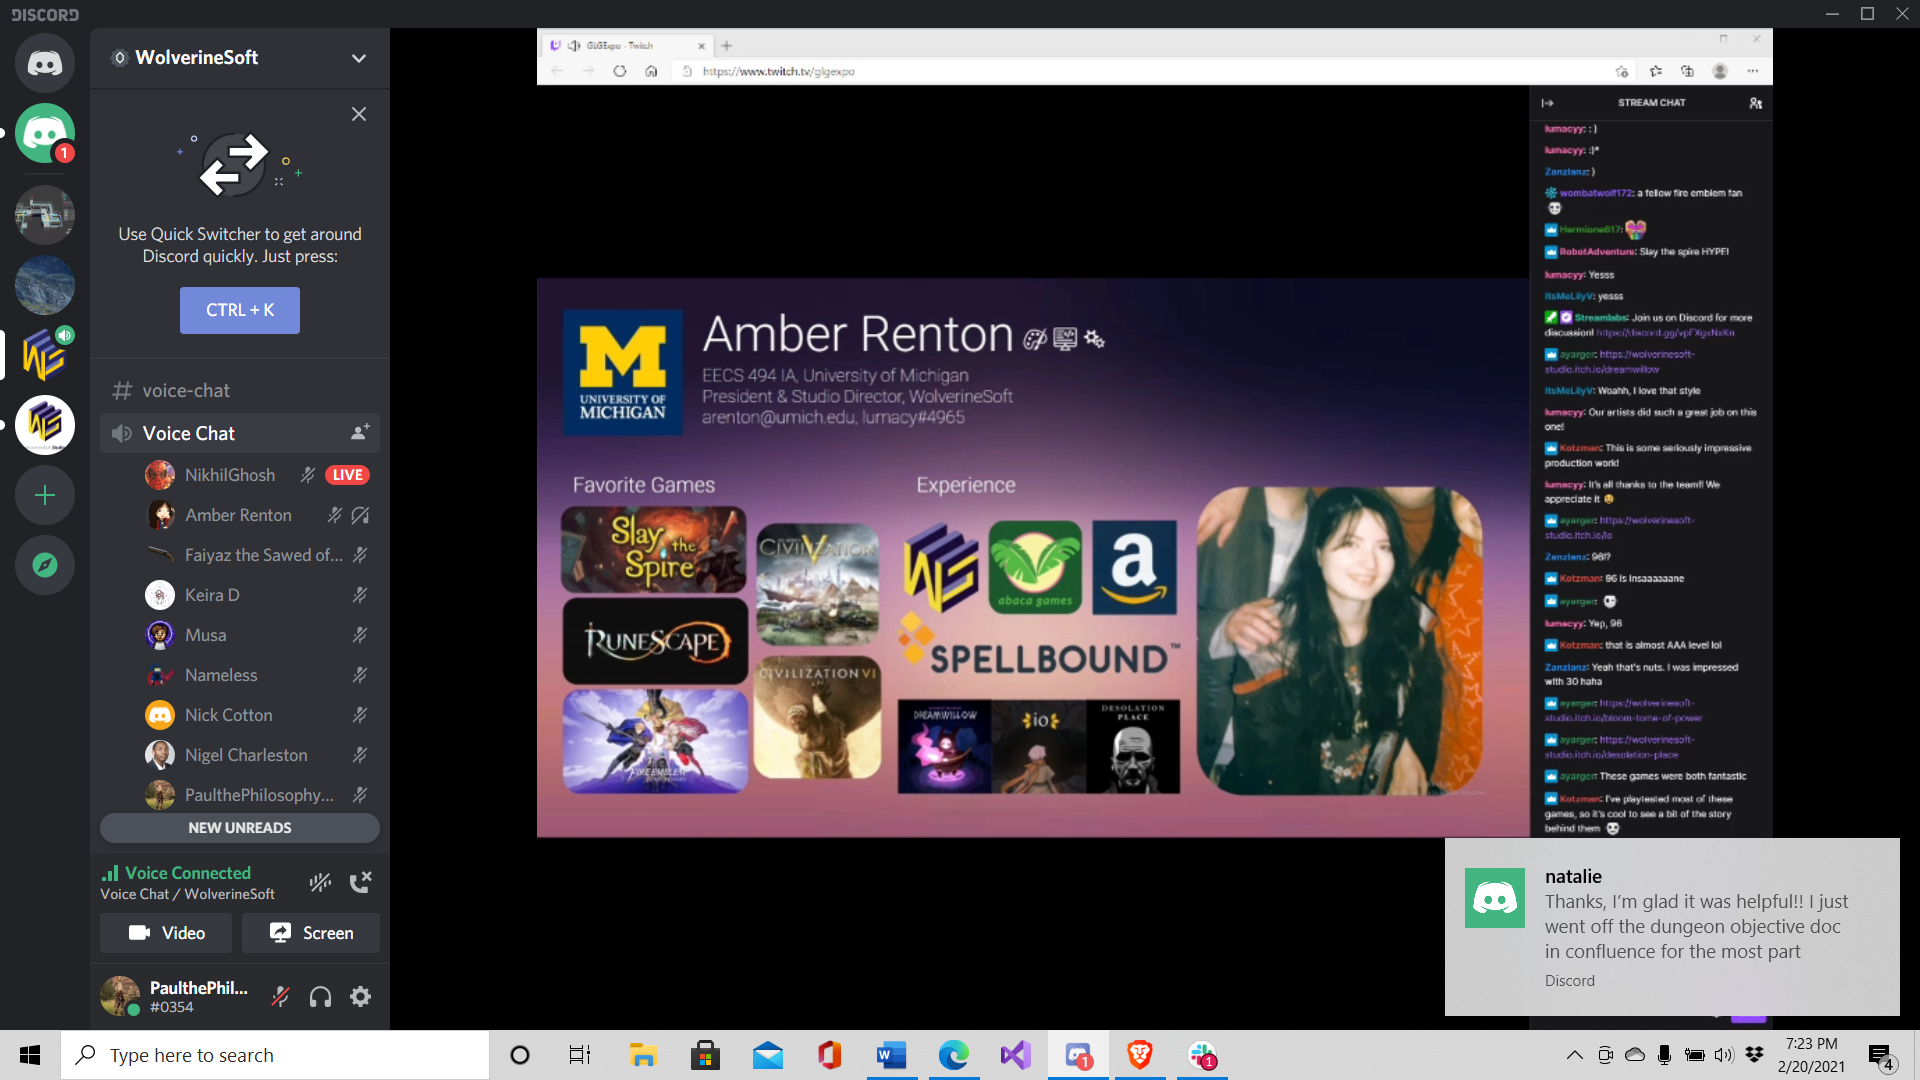 DISCORD
WolverineSoft
Use Quick Switcher to get around
Discord quickly. Just press:
CTRL + K
voice-chat
Voice Chat
NikhilGhosh
LIVE
Amber Renton
Faiyaz the Sawed of...
Keira D
Musa
Nameless
Nick Cotton
Nigel Charleston
PaulthePhilosophy...
NEW UNREADS
Voice Connected
Voice Chat / WolverineSoft
Video
Screen
PaulthePhil...
#0354
1
GLGExpo - Twitch
https://www.twitch.tv/glgexpo
M
UNIVERSITY OF
MICHIGAN
Amber Renton
EECS 494 IA, University of Michigan
President & Studio Director, WolverineSoft
arenton@umich.edu, lumacy#4965
Favorite Games
Experience
Slay the Spire
CIVILIZATION V
RUNESCAPE
CIVILIZATION VI
FIRE EMBLEM
WS
abaca games
a
SPELLBOUND™
DREAMWILLOW
io
DESOLATION
PLACE
STREAM CHAT
lumacyy: : )
lumacyy: :)*
Zanzlanz: )
wombatwolf172: a fellow fire emblem fan
Hermione617:
RobotAdventure: Slay the spire HYPE!
lumacyy: Yesss
ItsMeLilyV: yesss
Streamlabs: Join us on Discord for more
discussion! https://discord.gg/vpFXgxNxKn
ayarger: https://wolverinesoft-
studio.itch.io/dreamwillow
ItsMeLilyV: Woahh, I love that style
lumacyy: Our artists did such a great job on this
one!
Kotzman: This is some seriously impressive
production work!
lumacyy: It's all thanks to the team!! We
appreciate it
ayarger: https://wolverinesoft-
studio.itch.io/io
Zanzlanz: 96!?
Kotzman: 96 is insaaaaane
ayarger:
lumacyy: Yep, 96
Kotzman: that is almost AAA level lol
Zanzlanz: Yeah that's nuts. I was impressed
with 30 haha
ayarger: https://wolverinesoft-
studio.itch.io/bloom-tome-of-power
ayarger: https://wolverinesoft-
studio.itch.io/desolation-place
ayarger: These games were both fantastic
Kotzman: I've playtested most of these
games, so it's cool to see a bit of the story
behind them
natalie
Thanks, I'm glad it was helpful!! I just
went off the dungeon objective doc
in confluence for the most part
Discord
Type here to search
1
1
7:23 PM
2/20/2021
4